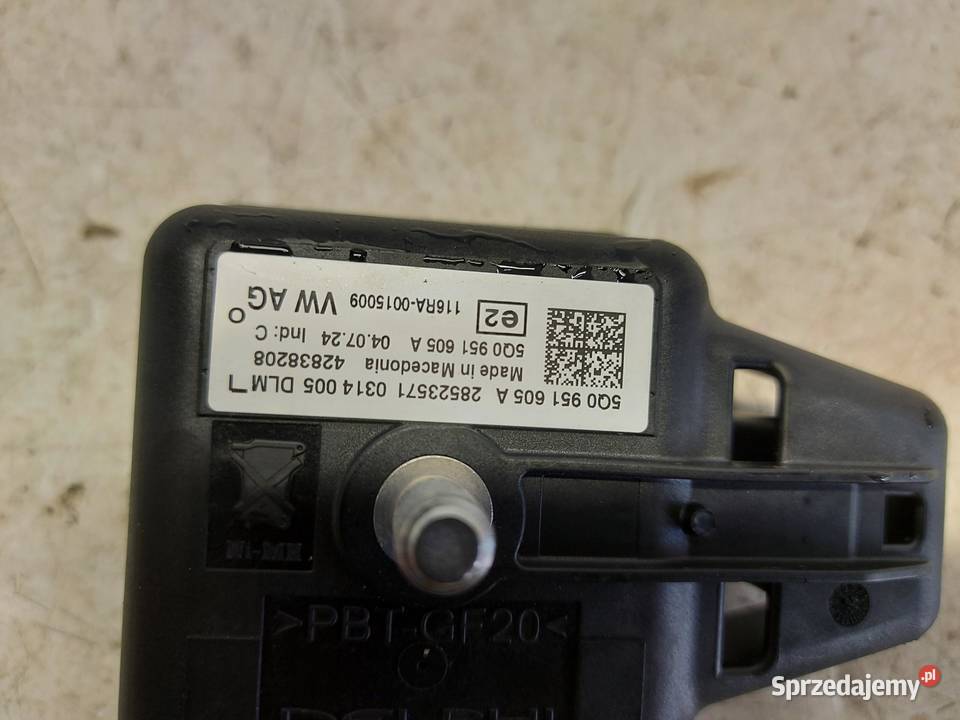 5Q0 951 605 A 28523571 0314 005 DLM
Made in Macedonia 42838208
5Q0 951 605 A 04.07.24 Ind: C
e2 116RA-0015009 VW AG
Ni-MH
>PBT-GF20<
DELPHI
Sprzedajemy.pl